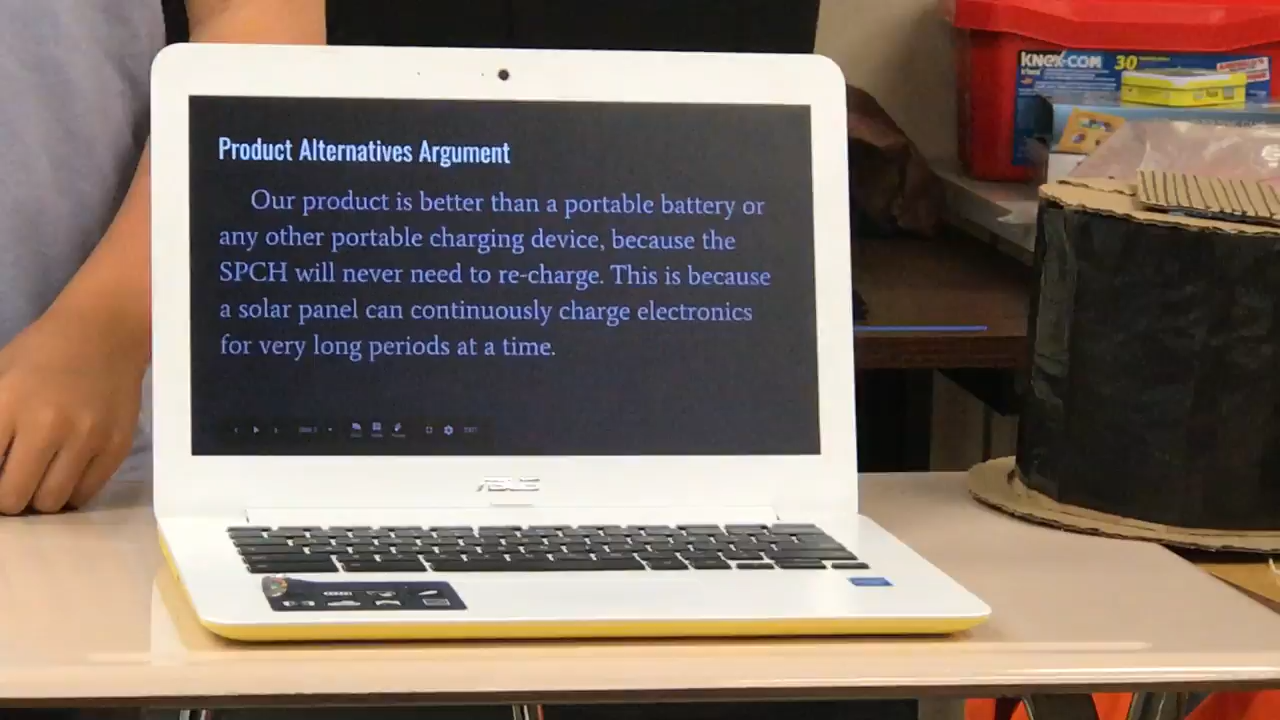 KNEX-COM 30
Product Alternatives Argument
Our product is better than a portable battery or
any other portable charging device, because the
SPCH will never need to re-charge. This is because
a solar panel can continuously charge electronics
for very long periods at a time.
ASUS